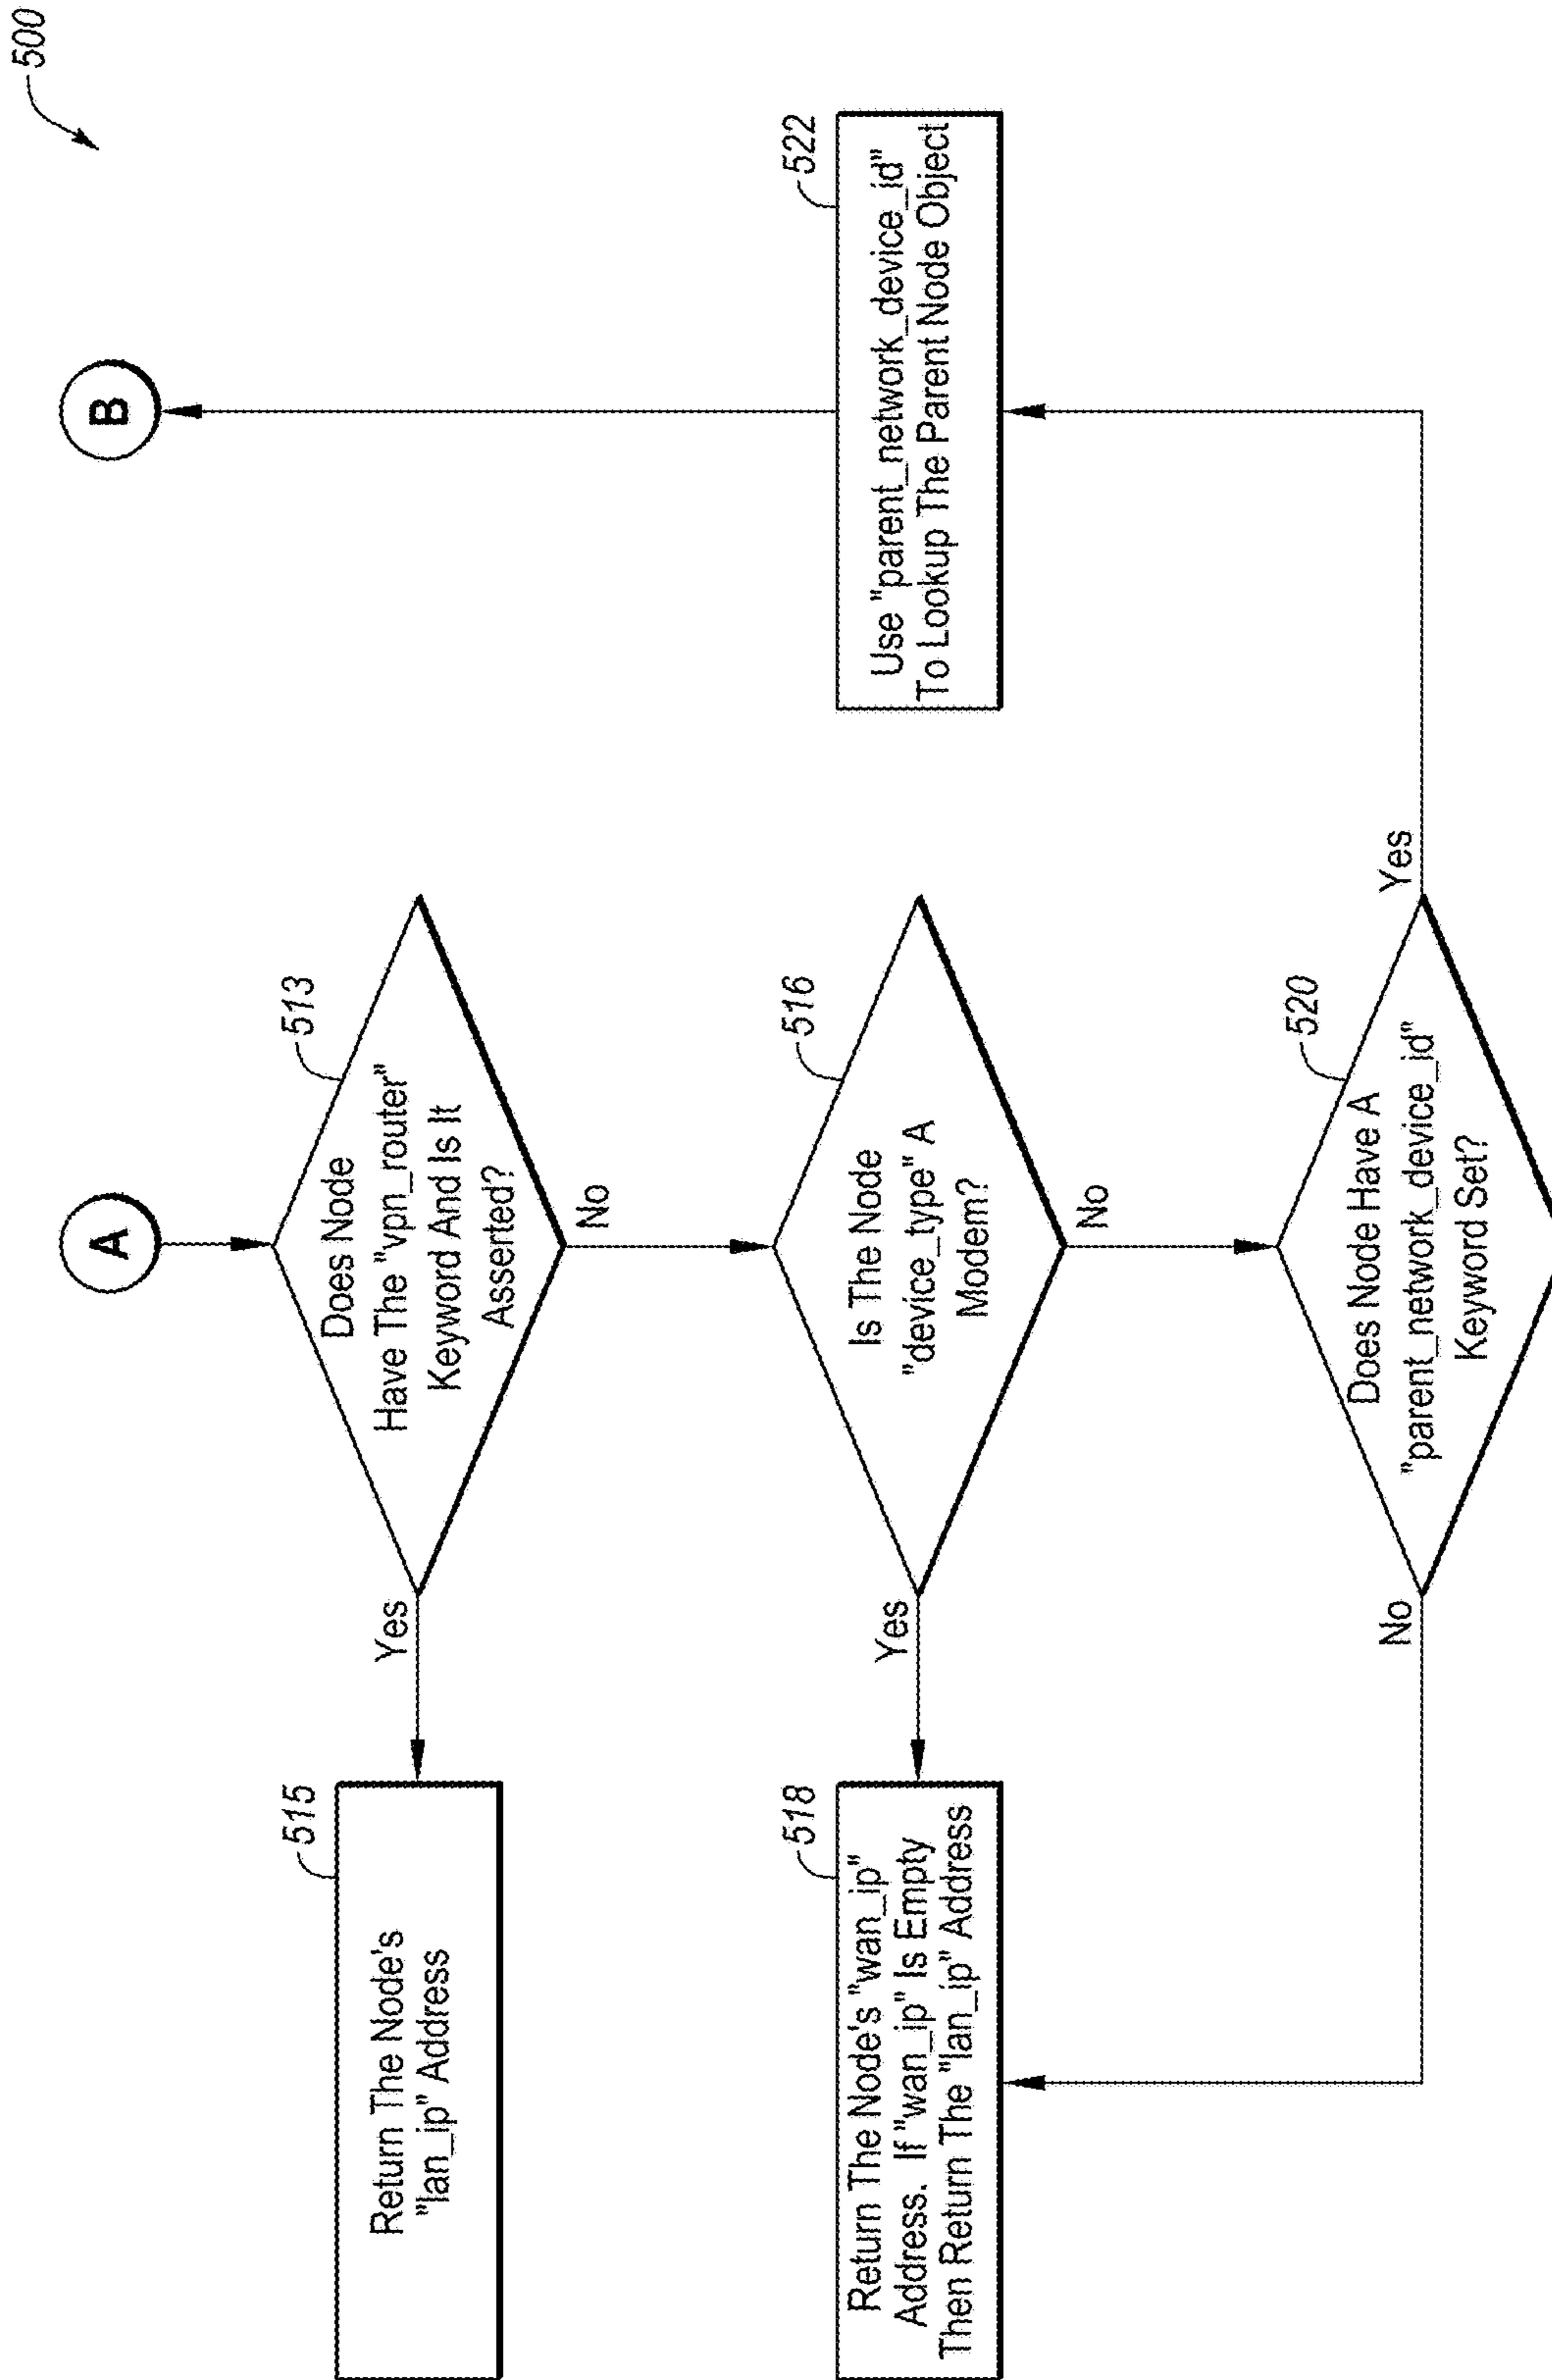 500
A
B
513
Does Node
Have The "vpn_router"
Keyword And Is It
Asserted?
Yes
No
515
Return The Node's
"lan_ip" Address
516
Is The Node
"device_type" A
Modem?
Yes
No
518
Return The Node's "wan_ip"
Address. If "wan_ip" Is Empty
Then Return The "lan_ip" Address
522
Use "parent_network_device_id"
To Lookup The Parent Node Object
520
Does Node Have A
"parent_network_device_id"
Keyword Set?
No
Yes